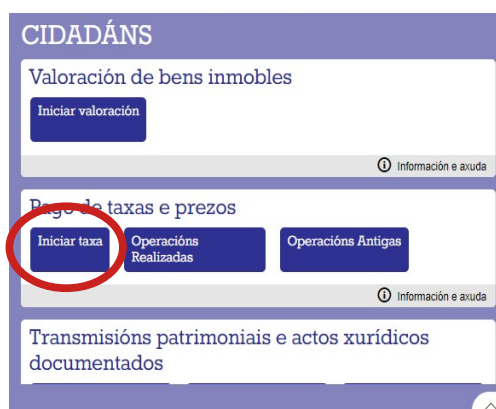 CIDADÁNS
Valoración de bens inmobles
Iniciar valoración
Información e axuda
Pago de taxas e prezos
Iniciar taxa
Operacións
Realizadas
Operacións Antigas
Información e axuda
Transmisións patrimoniais e actos xurídicos
documentados